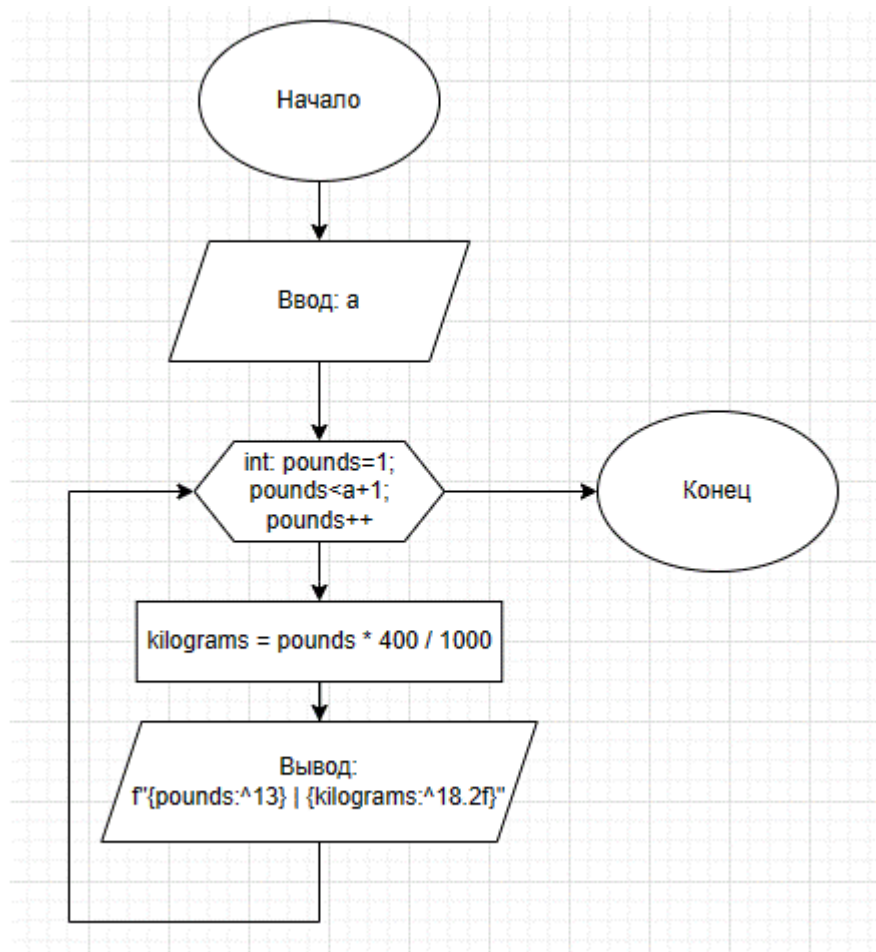 Начало
Ввод: a
int: pounds=1;
pounds<a+1;
pounds++
Конец
kilograms = pounds * 400 / 1000
Вывод:
f"{pounds:^13} | {kilograms:^18.2f}"